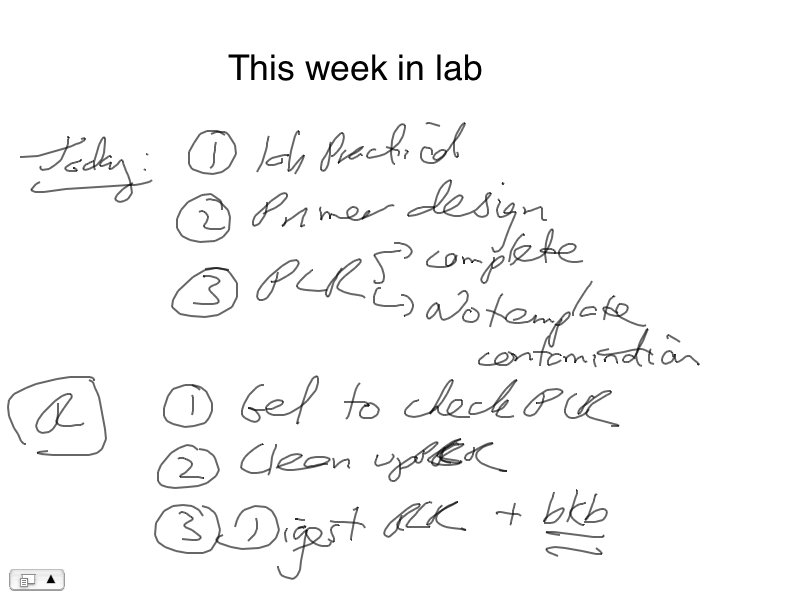 This week in lab
Today: ① lab Practical
② Primer design
③ PCR → complete
→ No template
contamination
R ① Gel to check PCR
② Clean up PCR
③ Digest PCR + bkb